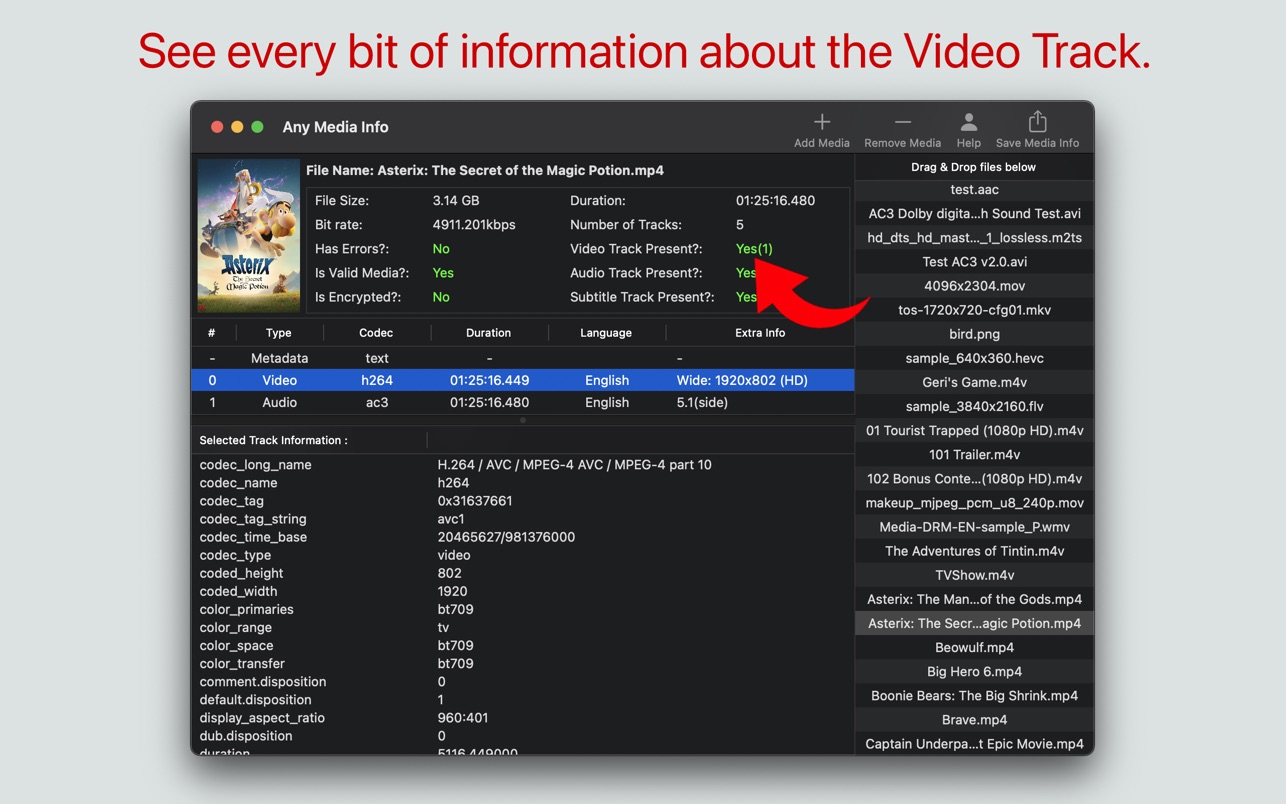 See every bit of information about the Video Track.
Any Media Info
Add Media
Remove Media
Help
Save Media Info
Asterix
The Secret
of the
Magic Potion
File Name: Asterix: The Secret of the Magic Potion.mp4
File Size: 3.14 GB Duration: 01:25:16.480
Bit rate: 4911.201kbps Number of Tracks: 5
Has Errors?: No Video Track Present?: Yes(1)
Is Valid Media?: Yes Audio Track Present?: Yes
Is Encrypted?: No Subtitle Track Present?: Yes
# Type Codec Duration Language Extra Info
- Metadata text - -
0 Video h264 01:25:16.449 English Wide: 1920x802 (HD)
1 Audio ac3 01:25:16.480 English 5.1(side)
Selected Track Information :
codec_long_name H.264 / AVC / MPEG-4 AVC / MPEG-4 part 10
codec_name h264
codec_tag 0x31637661
codec_tag_string avc1
codec_time_base 20465627/981376000
codec_type video
coded_height 802
coded_width 1920
color_primaries bt709
color_range tv
color_space bt709
color_transfer bt709
comment.disposition 0
default.disposition 1
display_aspect_ratio 960:401
dub.disposition 0
duration 5116.449000
Drag & Drop files below
test.aac
AC3 Dolby digita...h Sound Test.avi
hd_dts_hd_mast..._1_lossless.m2ts
Test AC3 v2.0.avi
4096x2304.mov
tos-1720x720-cfg01.mkv
bird.png
sample_640x360.hevc
Geri's Game.m4v
sample_3840x2160.flv
01 Tourist Trapped (1080p HD).m4v
101 Trailer.m4v
102 Bonus Conte...(1080p HD).m4v
makeup_mjpeg_pcm_u8_240p.mov
Media-DRM-EN-sample_P.wmv
The Adventures of Tintin.m4v
TVShow.m4v
Asterix: The Man...of the Gods.mp4
Asterix: The Secr...agic Potion.mp4
Beowulf.mp4
Big Hero 6.mp4
Boonie Bears: The Big Shrink.mp4
Brave.mp4
Captain Underpa...t Epic Movie.mp4